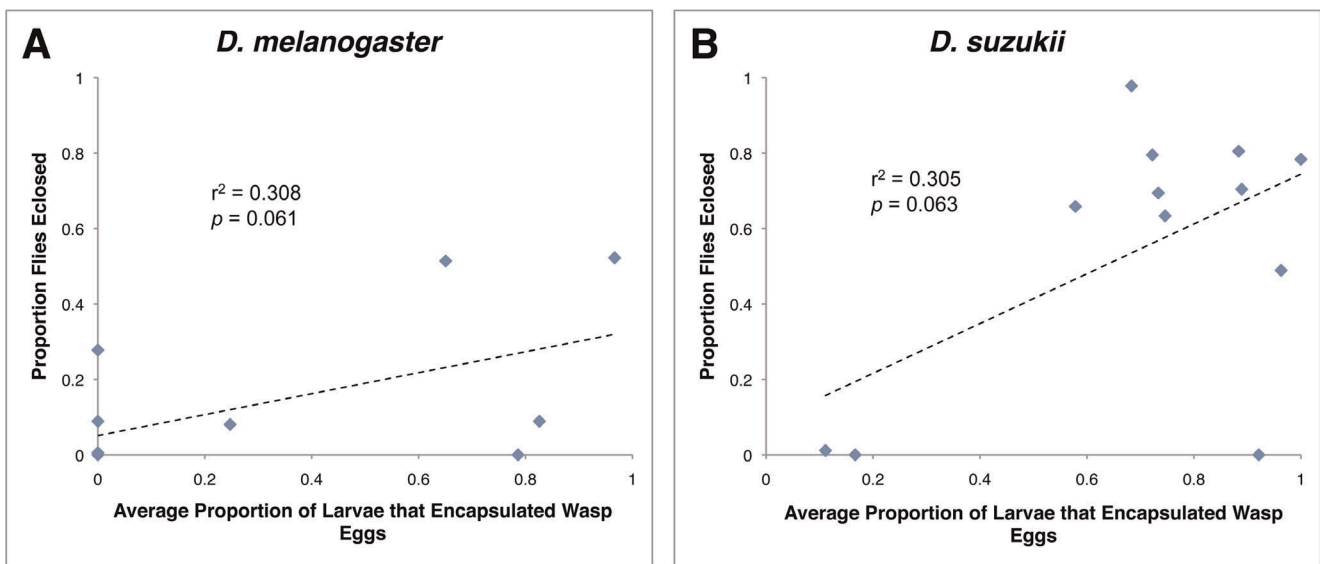 A
D. melanogaster
1
0.8
0.6
0.4
0.2
0
Proportion Flies Eclosed
r² = 0.308
p = 0.061
0 0.2 0.4 0.6 0.8 1
Average Proportion of Larvae that Encapsulated Wasp
Eggs
B
D. suzukii
1
0.8
0.6
0.4
0.2
0
Proportion Flies Eclosed
r² = 0.305
p = 0.063
0 0.2 0.4 0.6 0.8 1
Average Proportion of Larvae that Encapsulated Wasp
Eggs